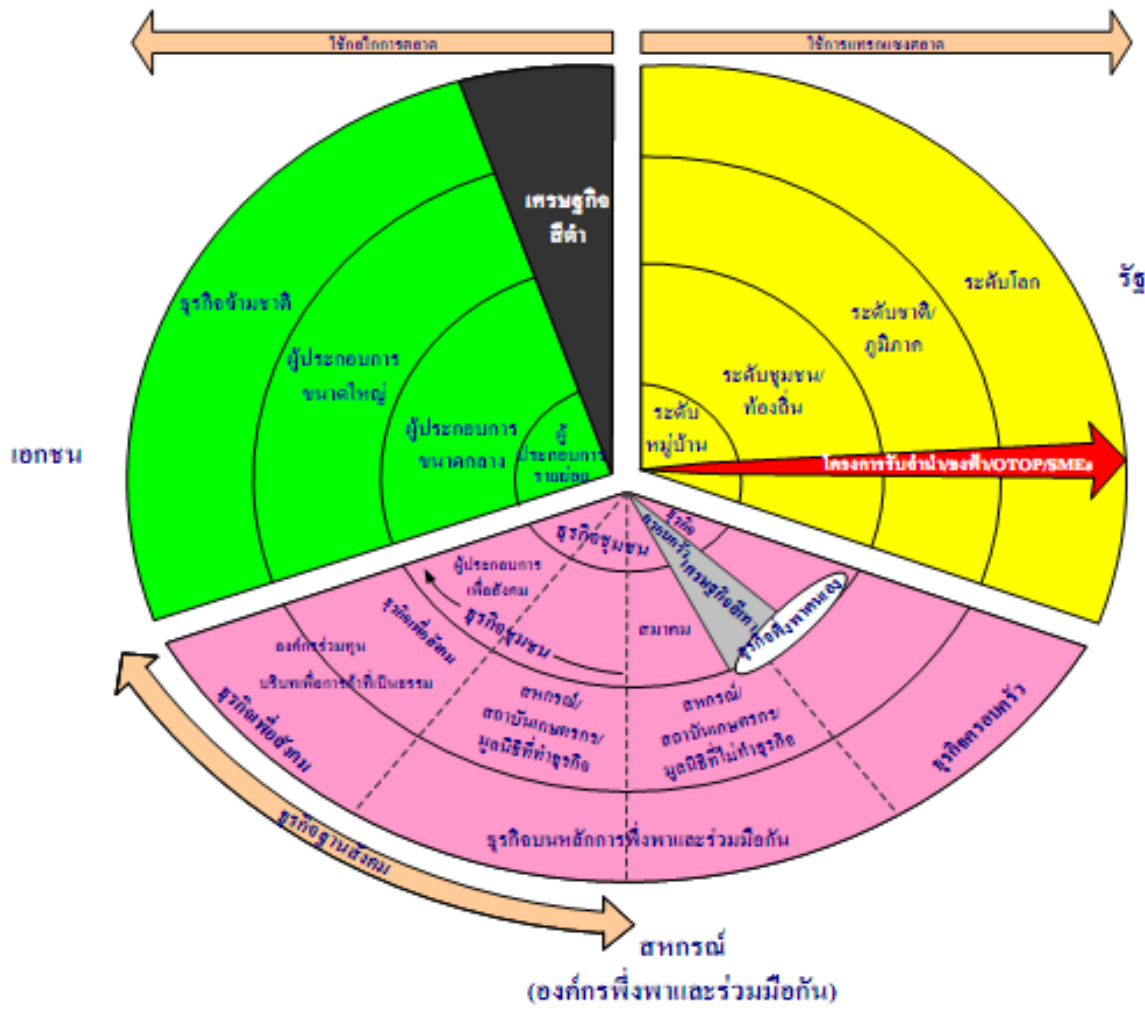 ใช้กลไกการตลาด
ใช้การแทรกแซงตลาด
เศรษฐกิจ
สีดำ
ธุรกิจข้ามชาติ
ผู้ประกอบการ
ขนาดใหญ่
ผู้ประกอบการ
ขนาดกลาง
ผู้
ประกอบการ
รายย่อย
เอกชน
ระดับโลก
ระดับชาติ/
ภูมิภาค
ระดับชุมชน/
ท้องถิ่น
ระดับ
หมู่บ้าน
รัฐ
โครงการรับจำนำ/ธงฟ้า/OTOP/SMEs
ธุรกิจชุมชน
ธุรกิจ
ครอบครัว
เศรษฐกิจสีเทา
ธุรกิจพึ่งพาตนเอง
ผู้ประกอบการ
เพื่อสังคม
ธุรกิจเพื่อสังคม
ธุรกิจชุมชน
สมาคม
องค์กรร่วมทุน
บริษทเพื่อการค้าที่เป็นธรรม
สหกรณ์/
สถาบันเกษตรกร/
มูลนิธิที่ทำธุรกิจ
สหกรณ์/
สถาบันเกษตรกร/
มูลนิธิที่ไม่ทำธุรกิจ
ธุรกิจเพื่อสังคม
ธุรกิจครอบครัว
ธุรกิจบนหลักการพึ่งพาและร่วมมือกัน
ธุรกิจฐานสังคม
สหกรณ์
(องค์กรพึ่งพาและร่วมมือกัน)